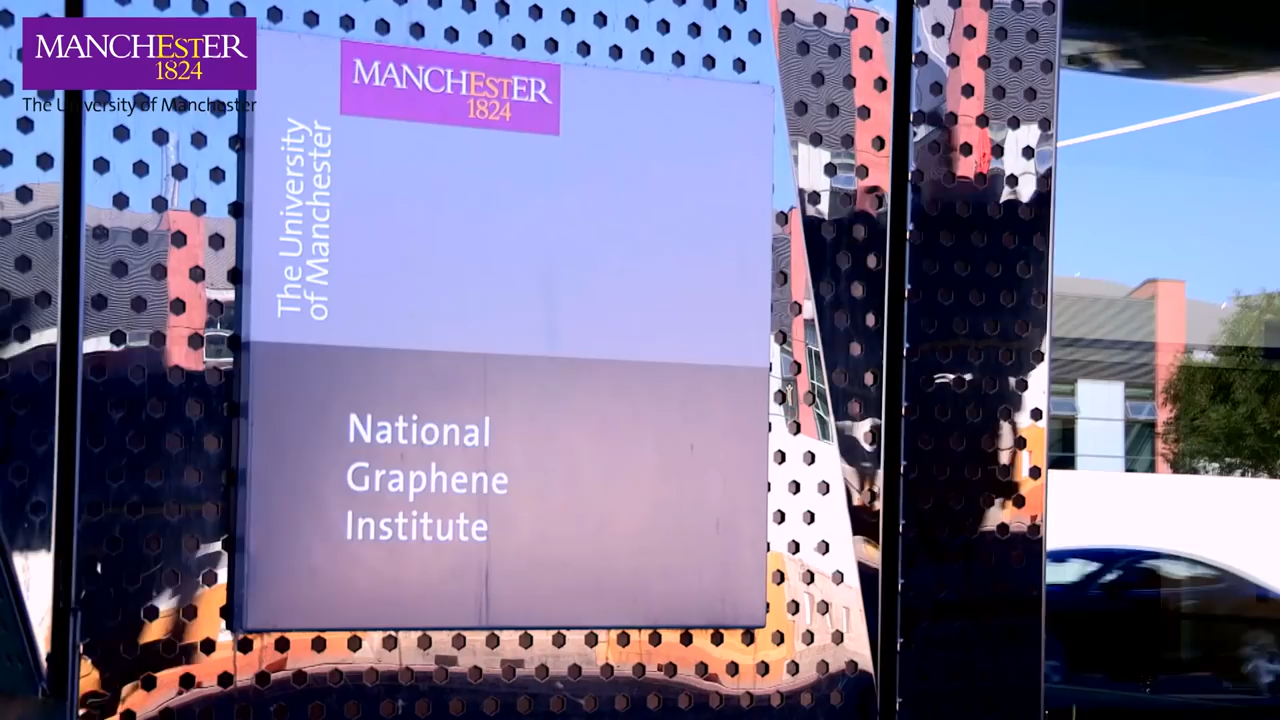 MANCHESTER
1824
The University of Manchester
MANCHESTER
1824
The University
of Manchester
National
Graphene
Institute